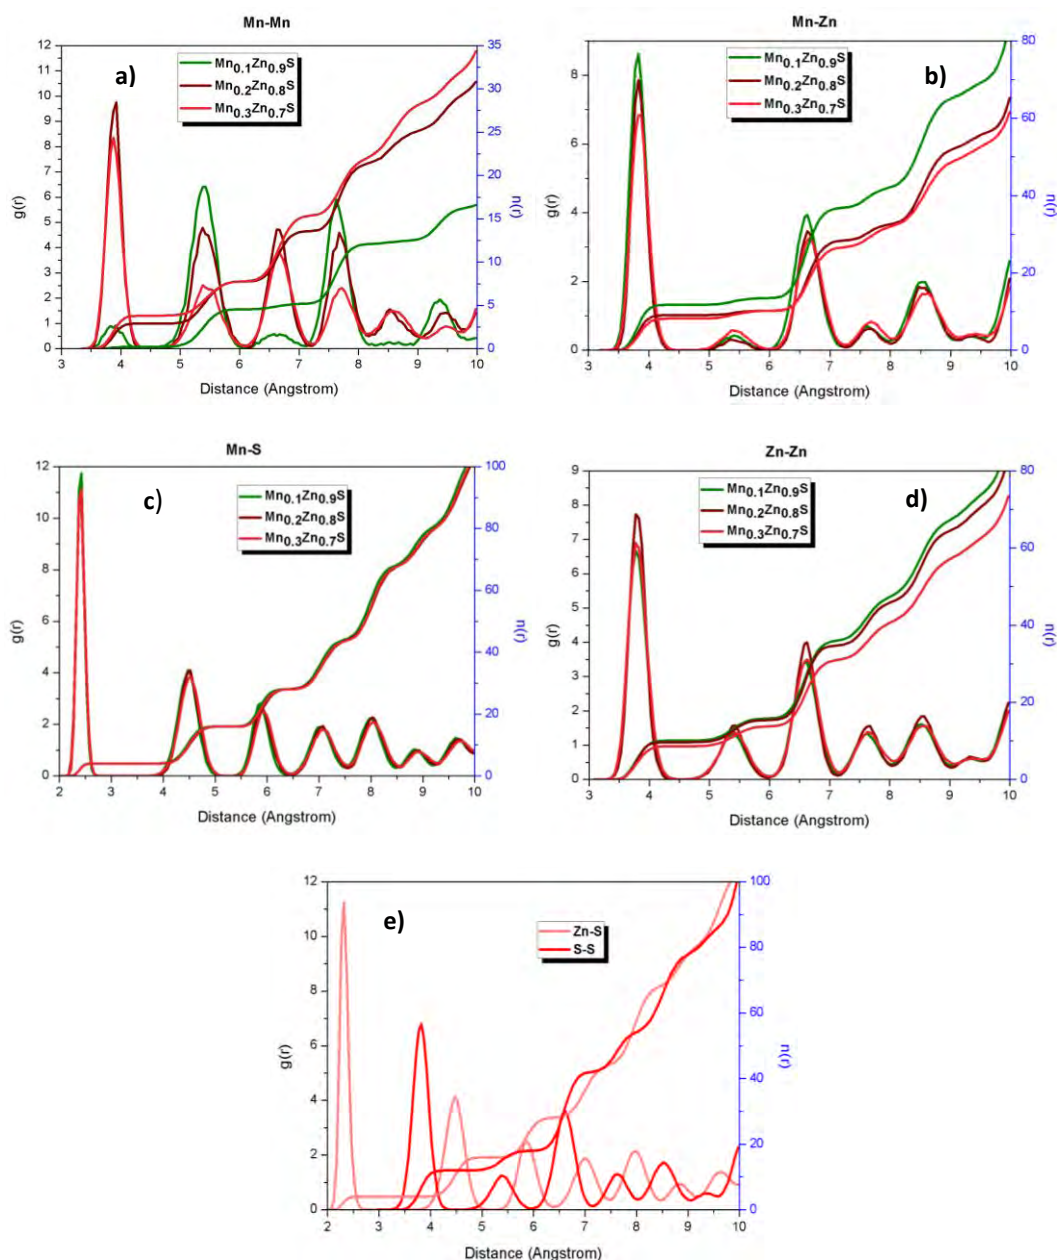 Mn-Mn
a)
Mn0.1Zn0.9S
Mn0.2Zn0.8S
Mn0.3Zn0.7S
g(r)
n(r)
0 1 2 3 4 5 6 7 8 9 10 11 12
0 5 10 15 20 25 30 35
3 4 5 6 7 8 9 10
Distance (Angstrom)
Mn-Zn
b)
Mn0.1Zn0.9S
Mn0.2Zn0.8S
Mn0.3Zn0.7S
g(r)
n(r)
0 2 4 6 8
0 20 40 60 80
3 4 5 6 7 8 9 10
Distance (Angstrom)
Mn-S
c)
Mn0.1Zn0.9S
Mn0.2Zn0.8S
Mn0.3Zn0.7S
g(r)
n(r)
0 2 4 6 8 10 12
0 20 40 60 80 100
2 3 4 5 6 7 8 9 10
Distance (Angstrom)
Zn-Zn
d)
Mn0.1Zn0.9S
Mn0.2Zn0.8S
Mn0.3Zn0.7S
g(r)
n(r)
0 1 2 3 4 5 6 7 8 9
0 20 40 60 80
3 4 5 6 7 8 9 10
Distance (Angstrom)
e)
Zn-S
S-S
g(r)
n(r)
0 2 4 6 8 10 12
0 20 40 60 80 100
2 3 4 5 6 7 8 9 10
Distance (Angstrom)